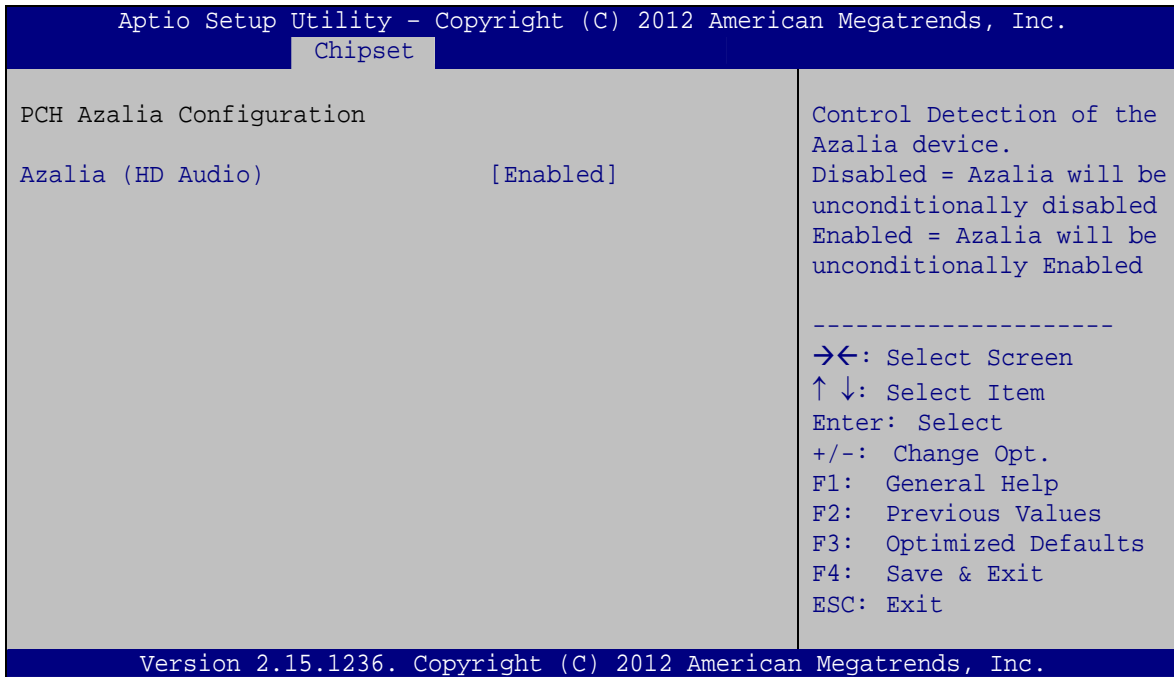 Aptio Setup Utility – Copyright (C) 2012 American Megatrends, Inc.
Chipset
PCH Azalia Configuration
Azalia (HD Audio) [Enabled]
Control Detection of the
Azalia device.
Disabled = Azalia will be
unconditionally disabled
Enabled = Azalia will be
unconditionally Enabled
---------------------
→←: Select Screen
↑ ↓: Select Item
Enter: Select
+/-: Change Opt.
F1: General Help
F2: Previous Values
F3: Optimized Defaults
F4: Save & Exit
ESC: Exit
Version 2.15.1236. Copyright (C) 2012 American Megatrends, Inc.